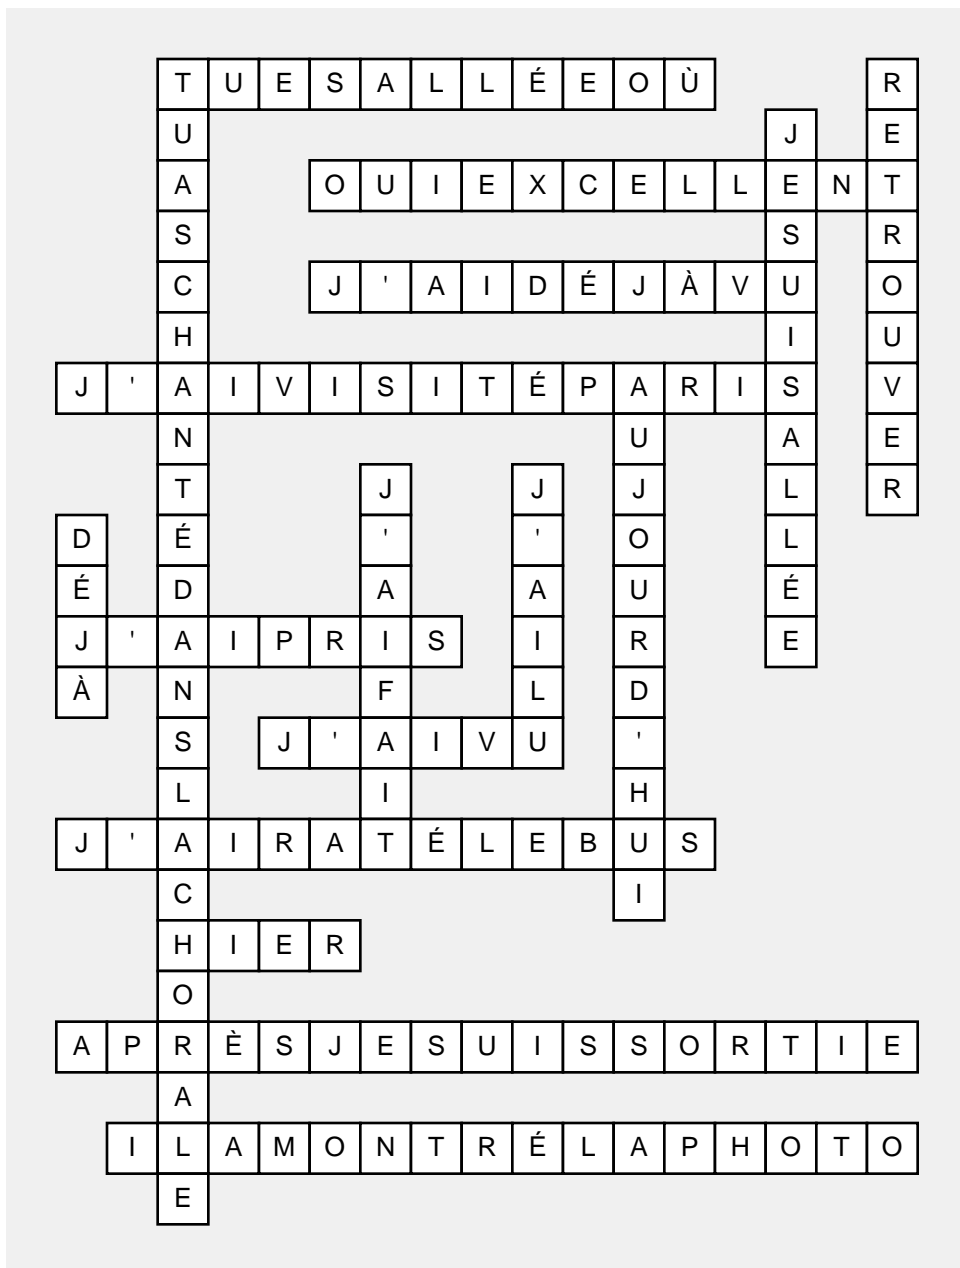 TUESALLÉEOÙ
OUIEXCELLENT
J'AIDÉJÀVU
J'AIVISITÉPARIS
J'AIPRIS
J'AIVU
J'AIRATÉLEBUS
HIER
APRÈSJESUISSORTIE
ILAMONTRÉLAPHOTO
TUASCHANTÉDANSLACHORALE
RETROUVER
JESUISALLÉE
AUJOURD'HUI
J'AIFAIT
J'AILU
DÉJÀ